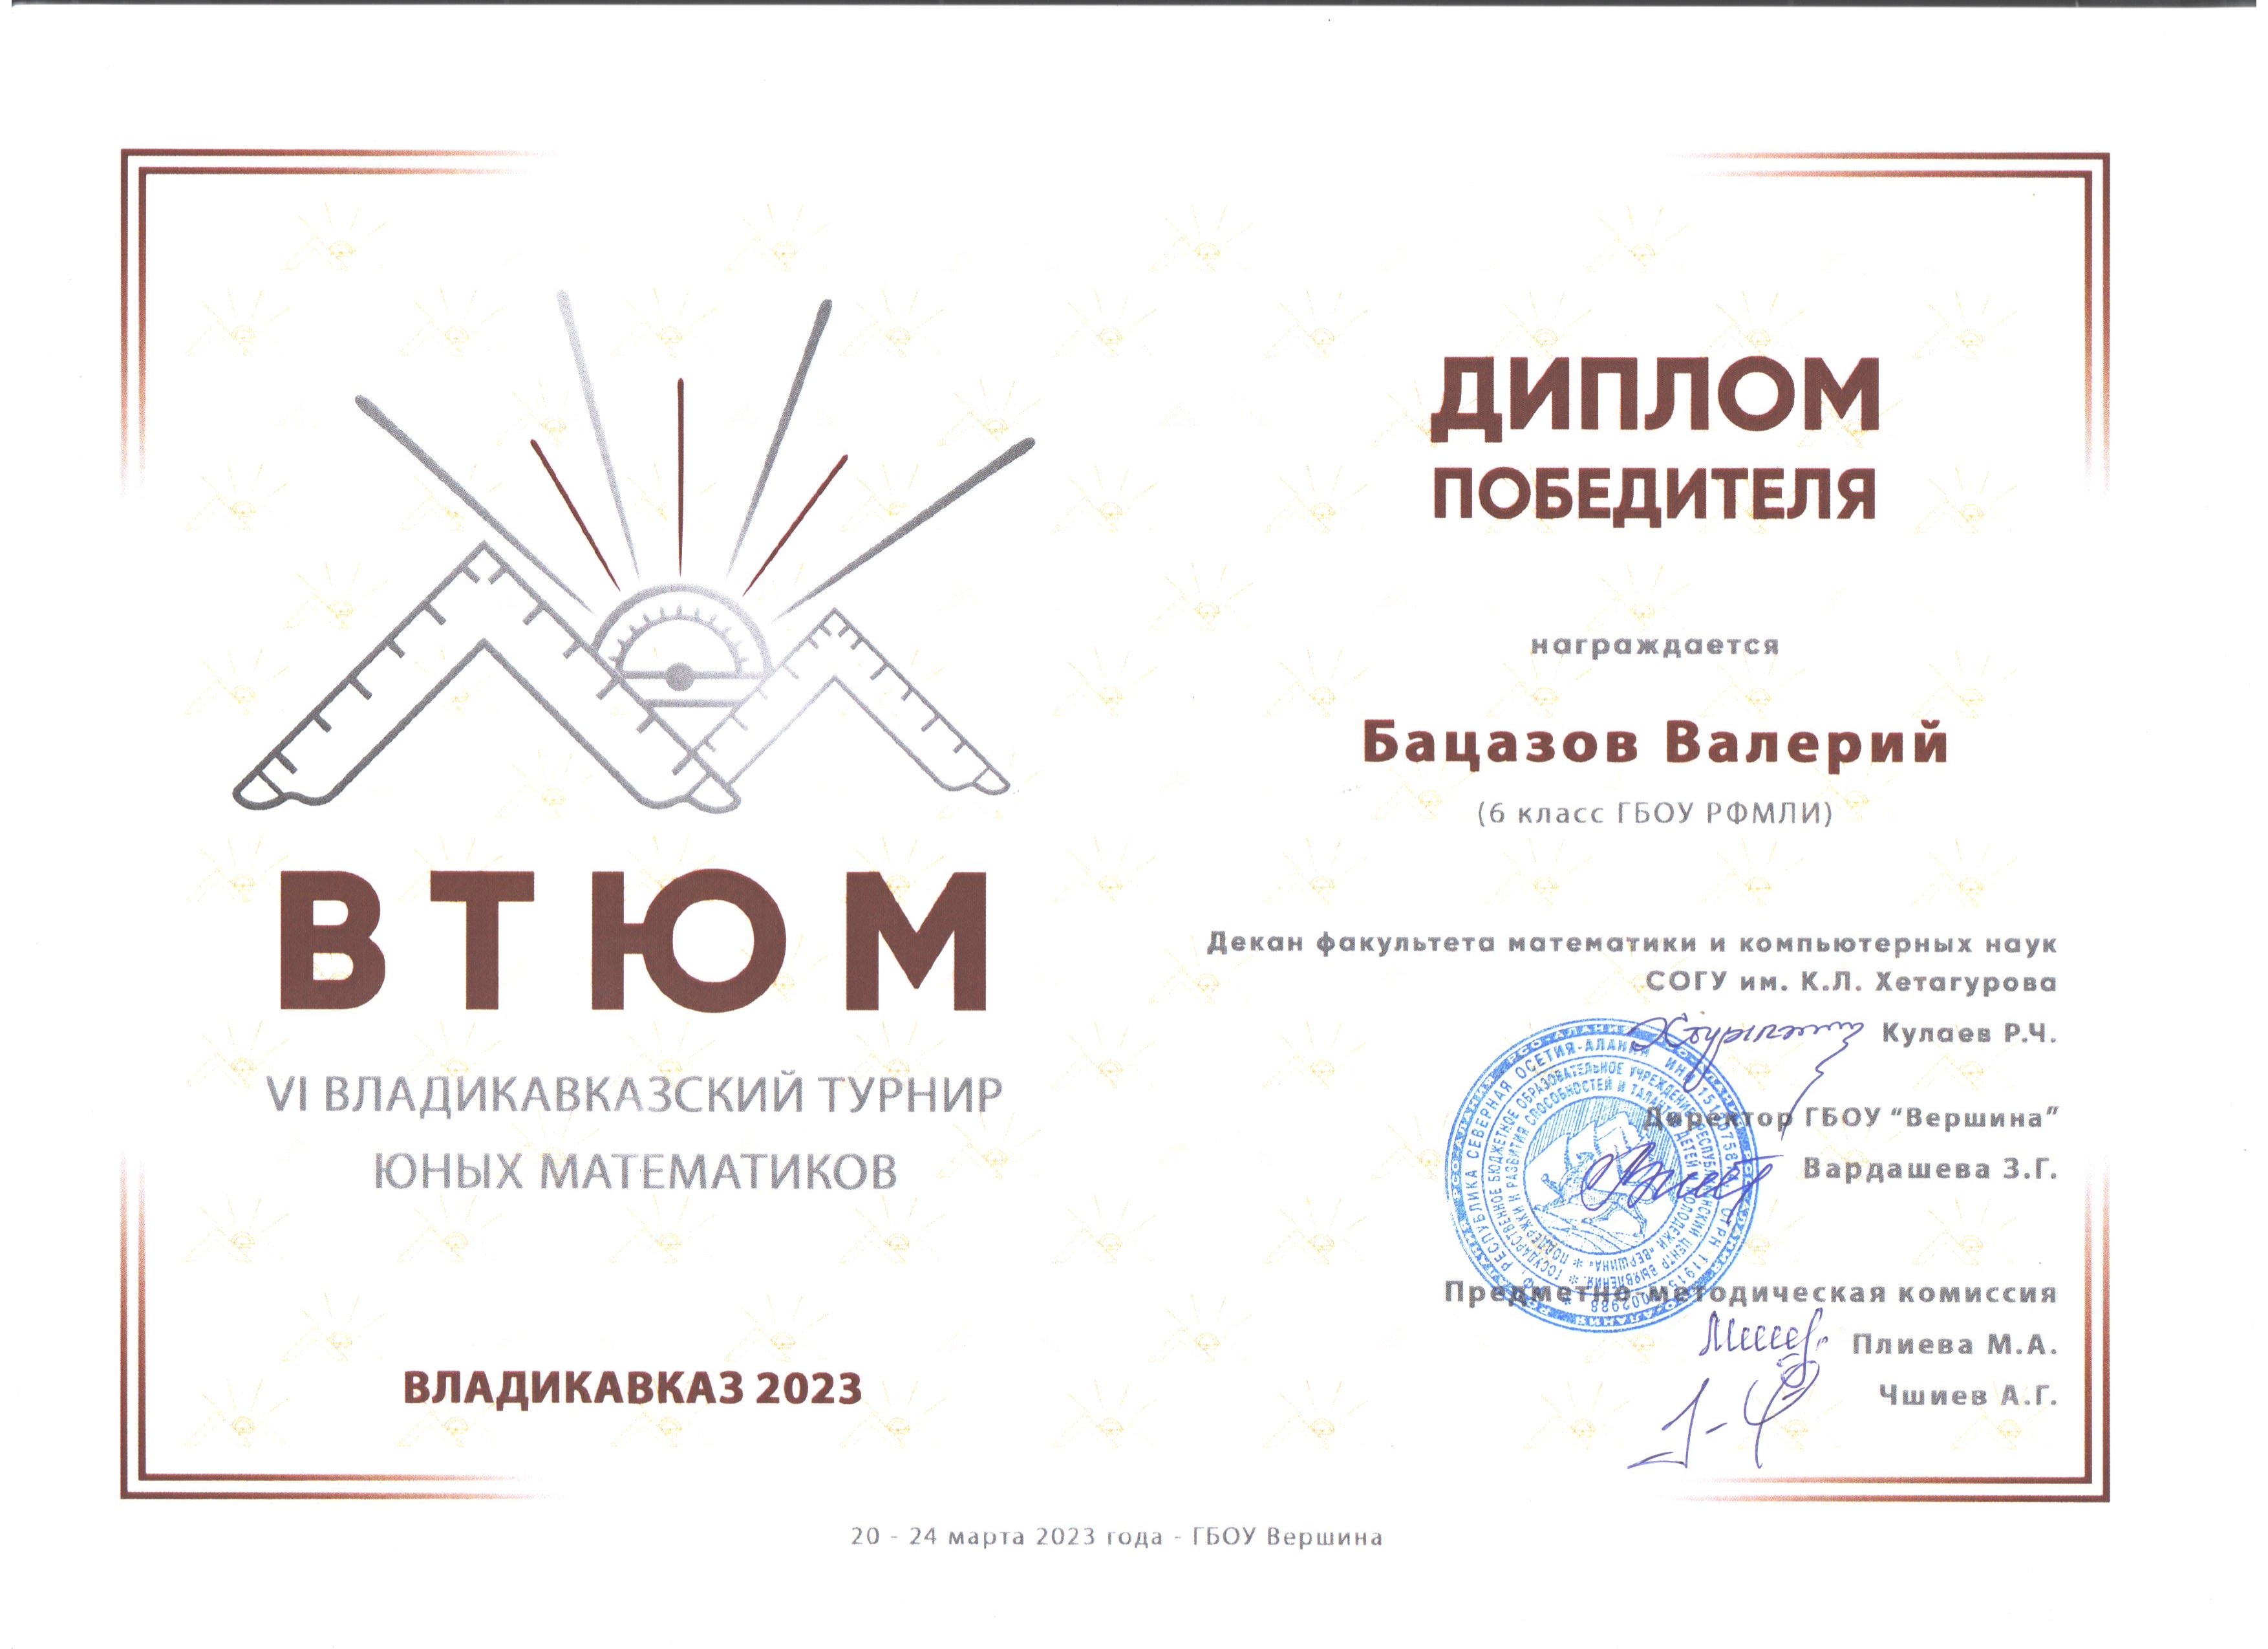 ВТЮМ
VI ВЛАДИКАВКАЗСКИЙ ТУРНИР
ЮНЫХ МАТЕМАТИКОВ
ВЛАДИКАВКАЗ 2023
ДИПЛОМ
ПОБЕДИТЕЛЯ
награждается
Бацазов Валерий
(6 класс ГБОУ РФМЛИ)
Декан факультета математики и компьютерных наук
СОГУ им. К.Л. Хетагурова
Кулаев Р.Ч.
Директор ГБОУ “Вершина”
Вардашева З.Г.
Предметно-методическая комиссия
Плиева М.А.
Чшиев А.Г.
РЕСПУБЛИКА СЕВЕРНАЯ ОСЕТИЯ-АЛАНИЯ
ГОСУДАРСТВЕННОЕ БЮДЖЕТНОЕ ОБРАЗОВАТЕЛЬНОЕ УЧРЕЖДЕНИЕ
ПОДДЕРЖКИ И РАЗВИТИЯ СПОСОБНОСТЕЙ И ТАЛАНТОВ ДЕТЕЙ И МОЛОДЕЖИ «ВЕРШИНА»
20 - 24 марта 2023 года - ГБОУ Вершина